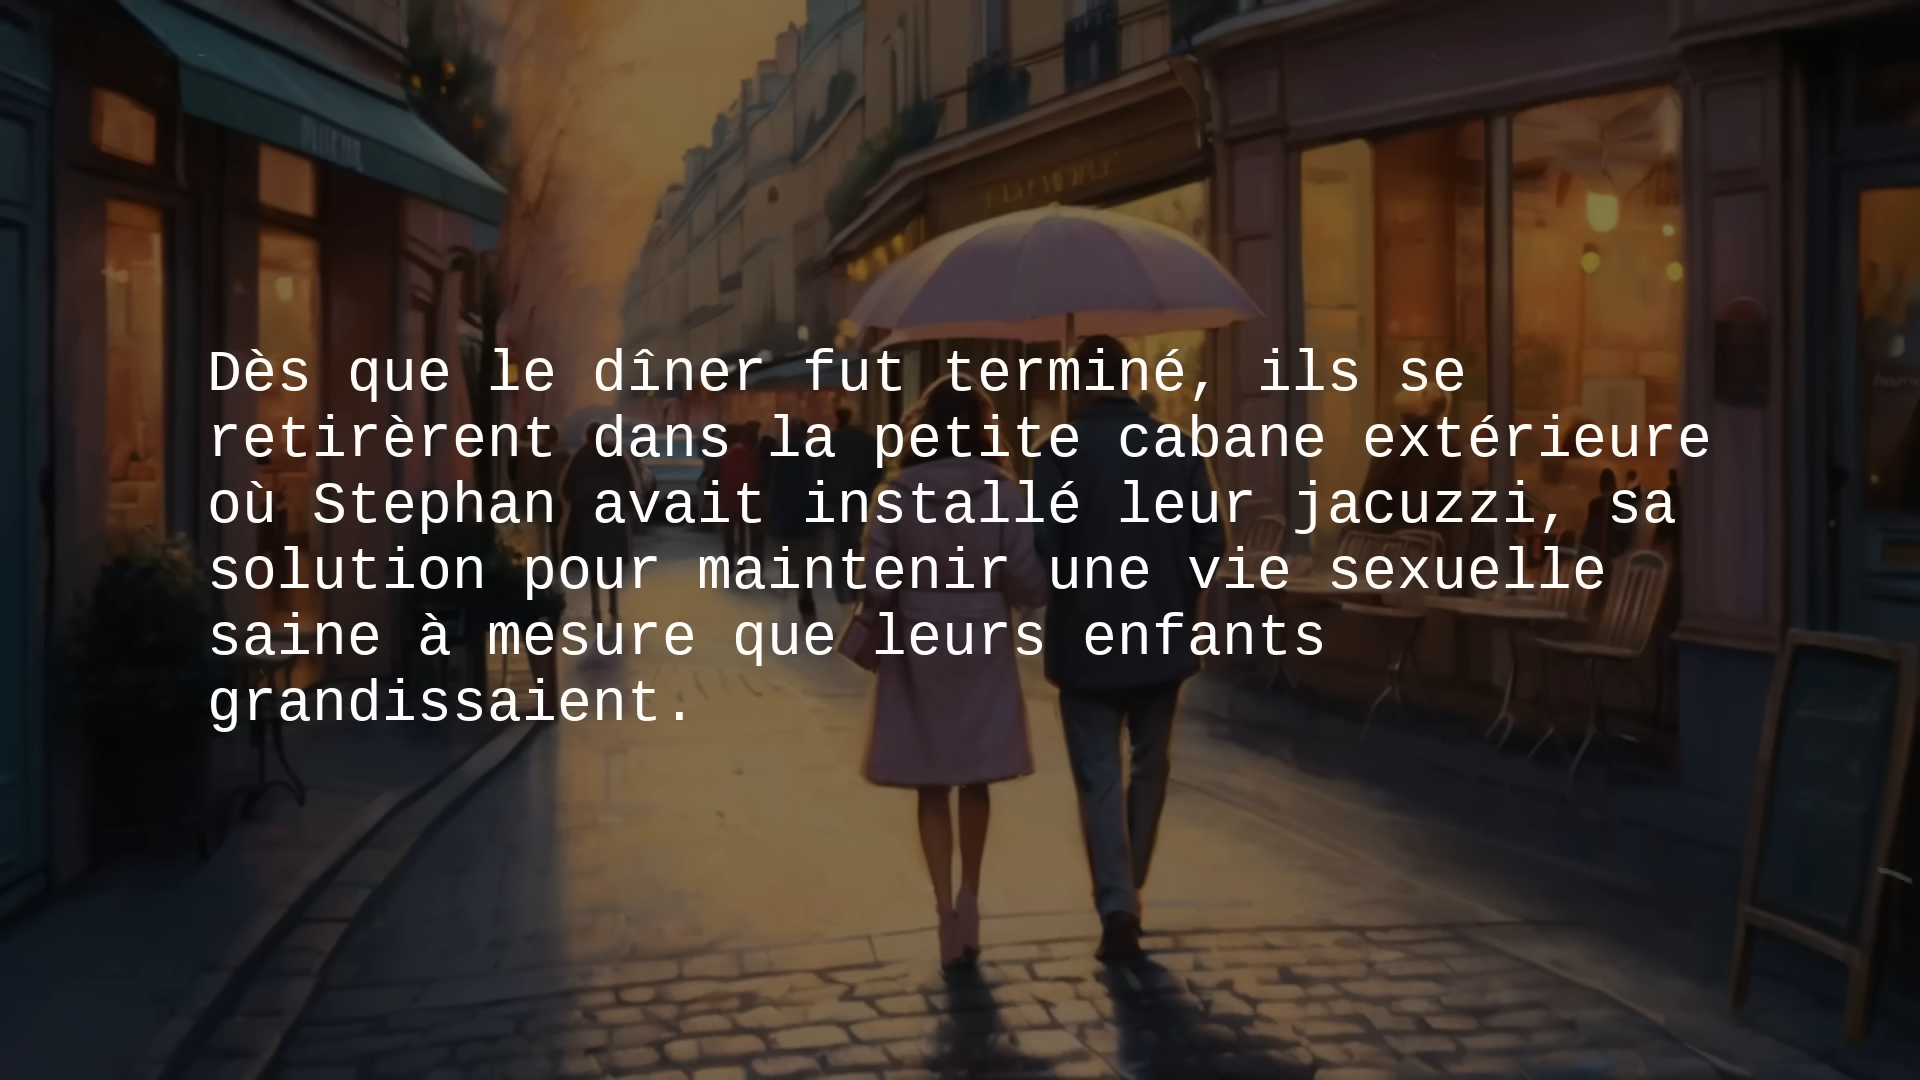 Dès que le dîner fut terminé, ils se
retirèrent dans la petite cabane extérieure
où Stephan avait installé leur jacuzzi, sa
solution pour maintenir une vie sexuelle
saine à mesure que leurs enfants
grandissaient.